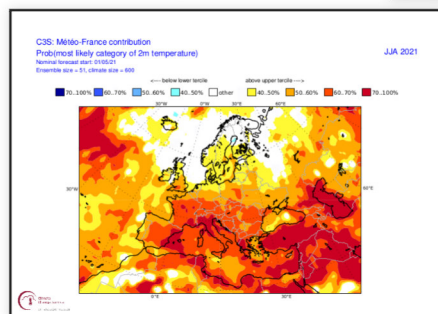 C3S: Météo-France contribution
Prob(most likely category of 2m temperature)
JJA 2021
Nominal forecast start: 01/05/21
Ensemble size = 51, climate size = 600
<--- below lower tercile
above upper tercile --->
70..100% 60..70% 50..60% 40..50% other 40..50% 50..60% 60..70% 70..100%
30°W 0°E 30°E 60°E
30°W
60°E
0°E 30°E